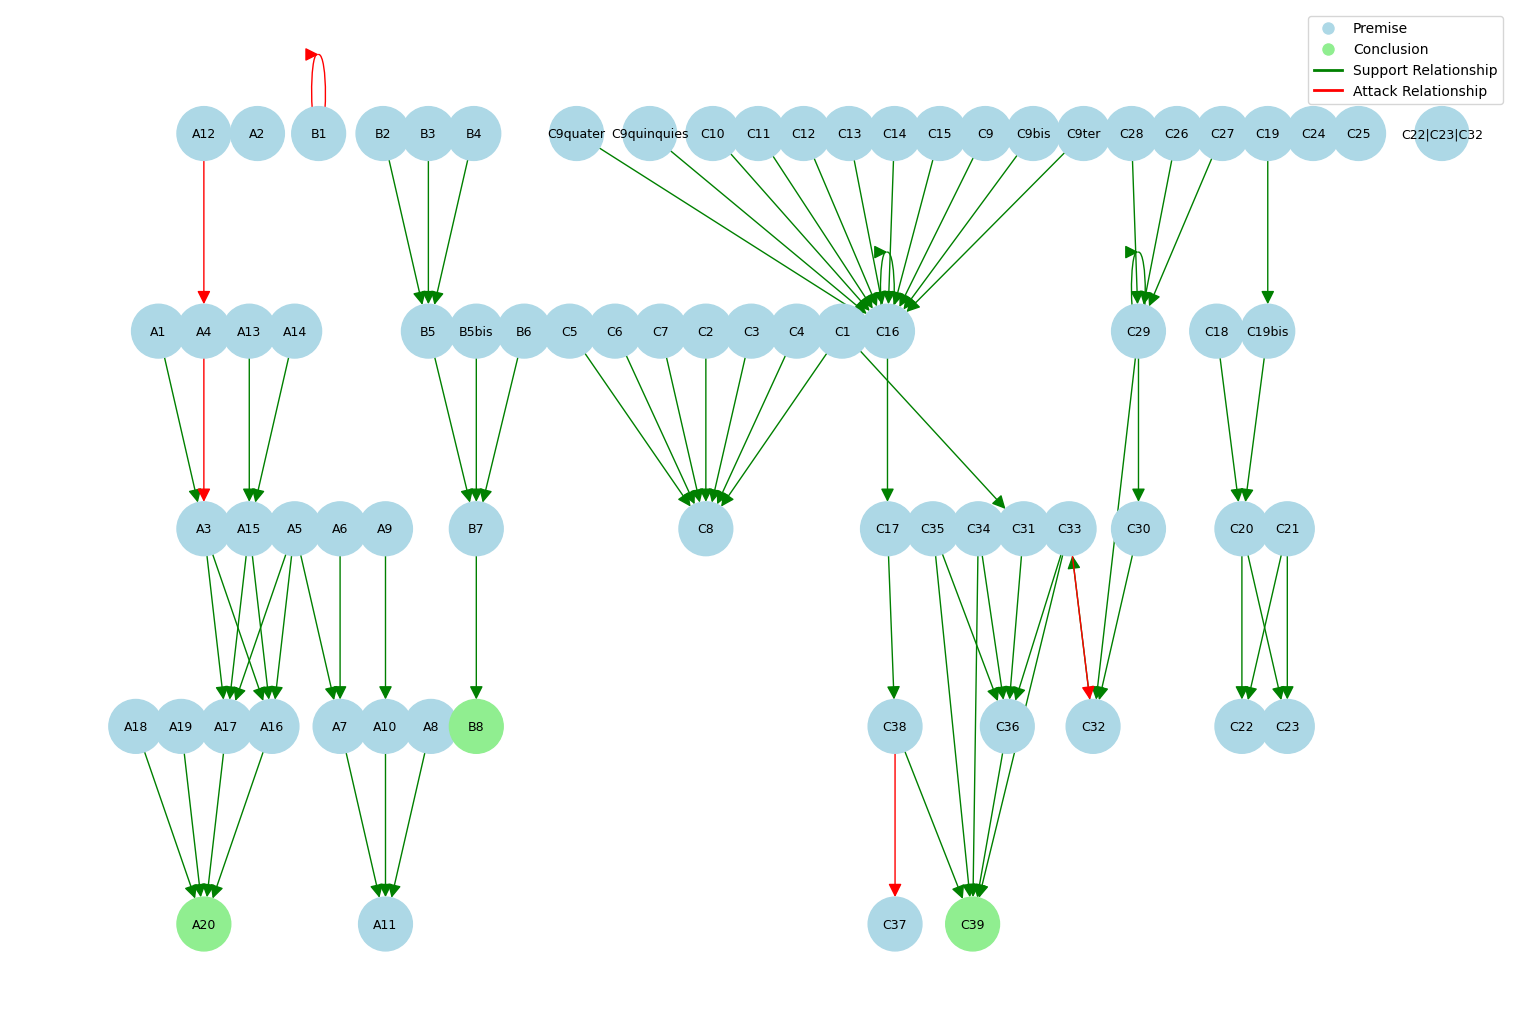 Premise
Conclusion
Support Relationship
Attack Relationship
A12 A2 B1 B2 B3 B4 C9quater C9quinquies C10 C11 C12 C13 C14 C15 C9 C9bis C9ter C28 C26 C27 C19 C24 C25 C22|C23|C32
A1 A4 A13 A14 B5 B5bis B6 C5 C6 C7 C2 C3 C4 C1 C16 C29 C18 C19bis
A3 A15 A5 A6 A9 B7 C8 C17 C35 C34 C31 C33 C30 C20 C21
A18 A19 A17 A16 A7 A10 A8 B8 C38 C36 C32 C22 C23
A20 A11 C37 C39